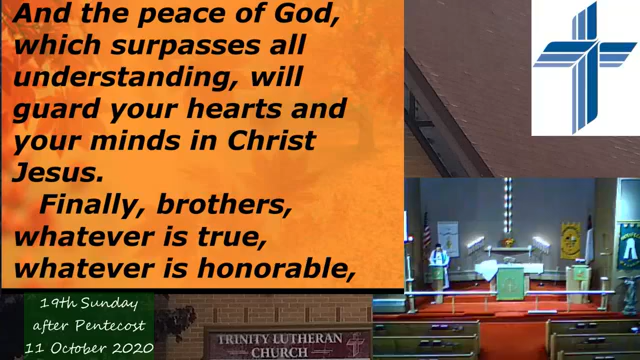 And the peace of God,
which surpasses all
understanding, will
guard your hearts and
your minds in Christ
Jesus.
Finally, brothers,
whatever is true,
whatever is honorable,
19th Sunday
after Pentecost
11 October 2020
TRINITY LUTHERAN
CHURCH